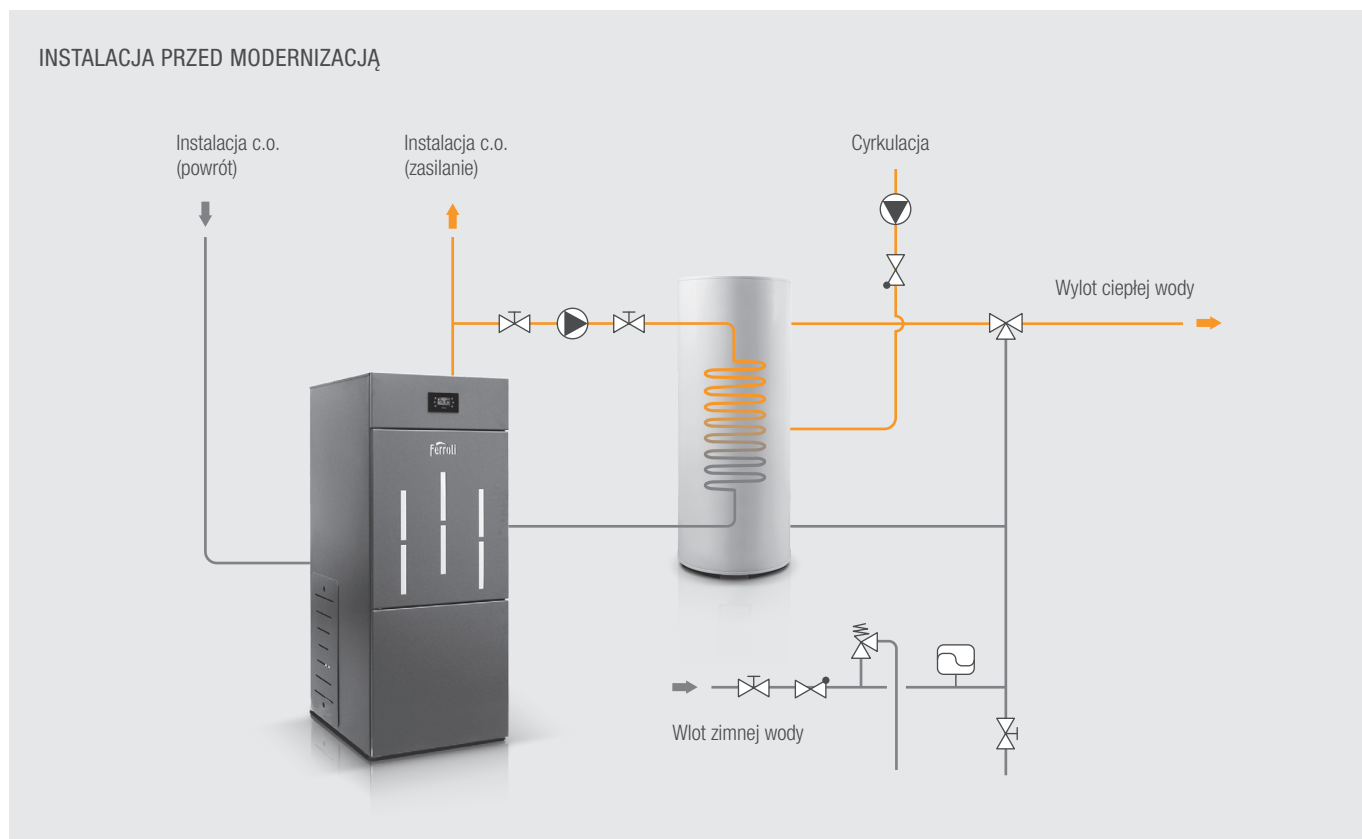 INSTALACJA PRZED MODERNIZACJĄ
Instalacja c.o.
(powrót)
Instalacja c.o.
(zasilanie)
Cyrkulacja
Wylot ciepłej wody
Ferroli
Wlot zimnej wody